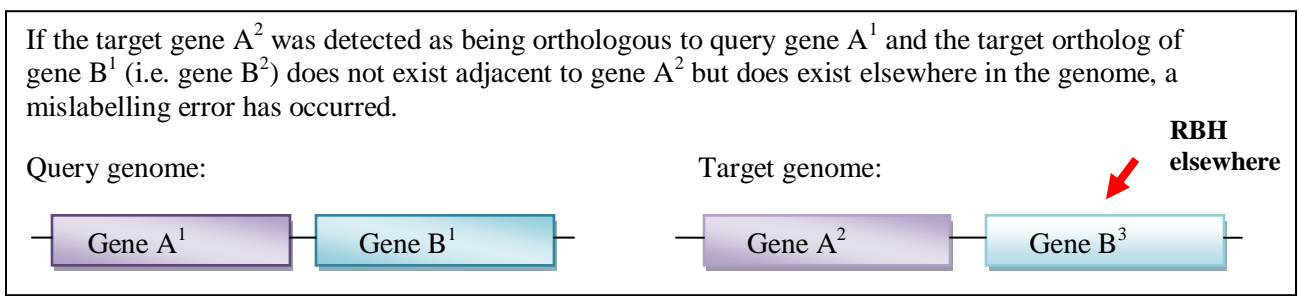 If the target gene A² was detected as being orthologous to query gene A¹ and the target ortholog of
gene B¹ (i.e. gene B²) does not exist adjacent to gene A² but does exist elsewhere in the genome, a
mislabelling error has occurred.
RBH
elsewhere
Query genome:
Target genome:
Gene A¹
Gene B¹
Gene A²
Gene B³